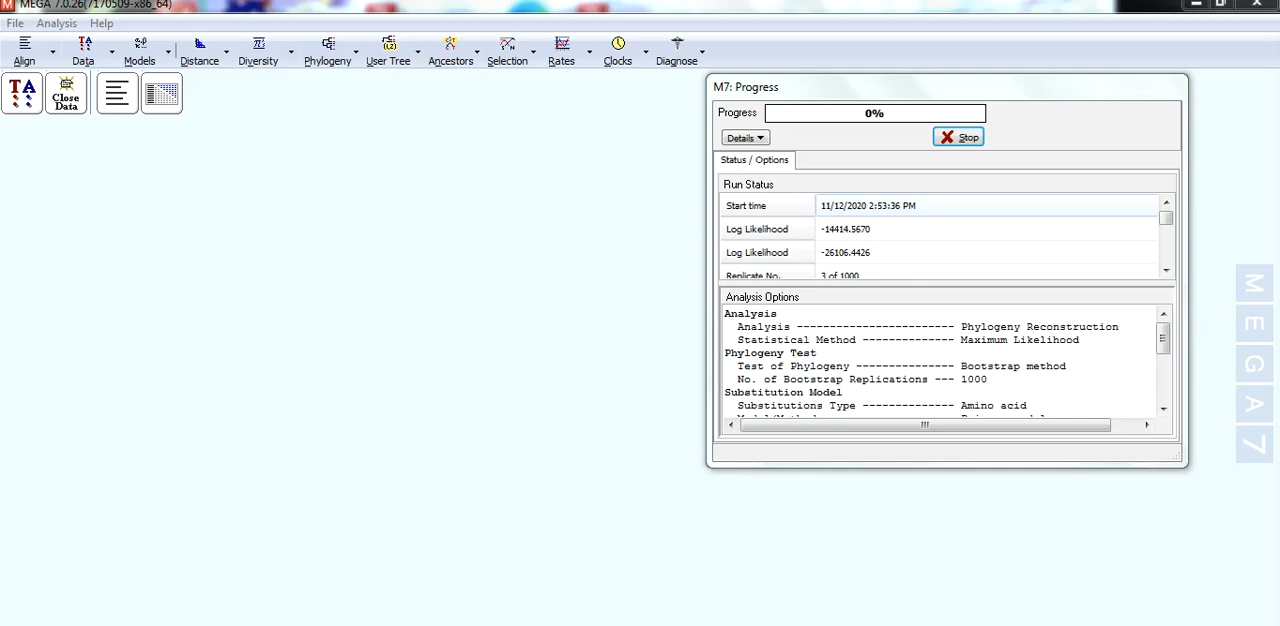 MEGA 7.0.26(7170509-x86_64)
File Analysis Help
Align Data Models Distance Diversity Phylogeny User Tree Ancestors Selection Rates Clocks Diagnose
TA Close Data
M7: Progress
Progress 0%
Details Stop
Status / Options
Run Status
Start time 11/12/2020 2:53:36 PM
Log Likelihood -14414.5670
Log Likelihood -26106.4426
Replicate No. 3 of 1000
Analysis Options
Analysis
Analysis ------------------------ Phylogeny Reconstruction
Statistical Method -------------- Maximum Likelihood
Phylogeny Test
Test of Phylogeny --------------- Bootstrap method
No. of Bootstrap Replications --- 1000
Substitution Model
Substitutions Type -------------- Amino acid
MEGA7